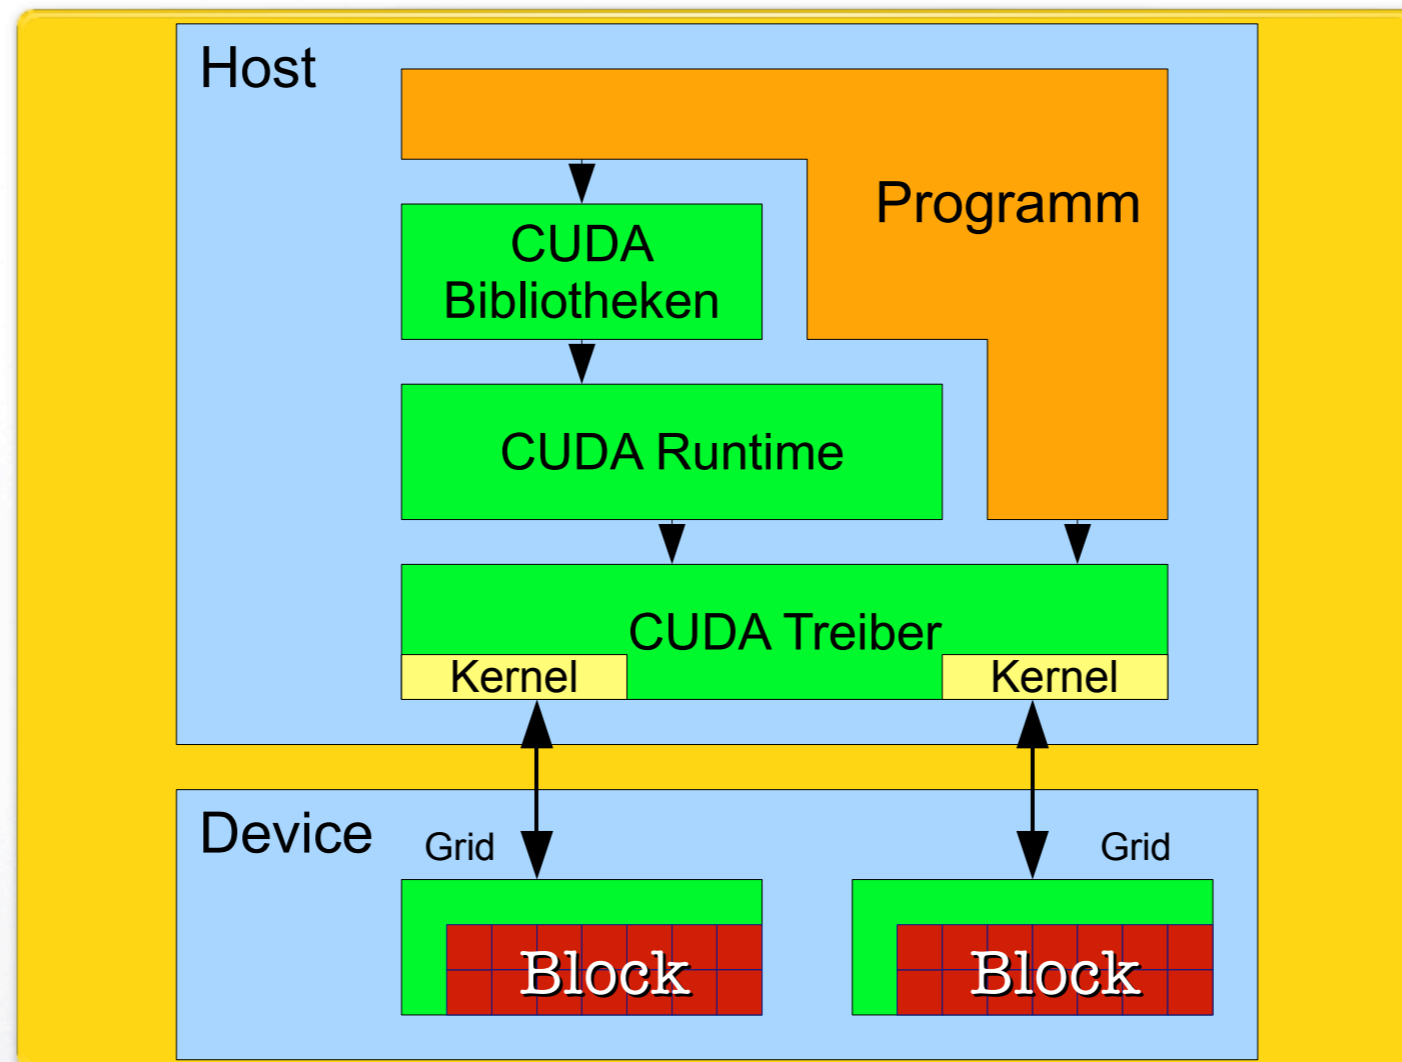 Host
Programm
CUDA
Bibliotheken
CUDA Runtime
CUDA Treiber
Kernel
Kernel
Device
Grid
Grid
Block
Block